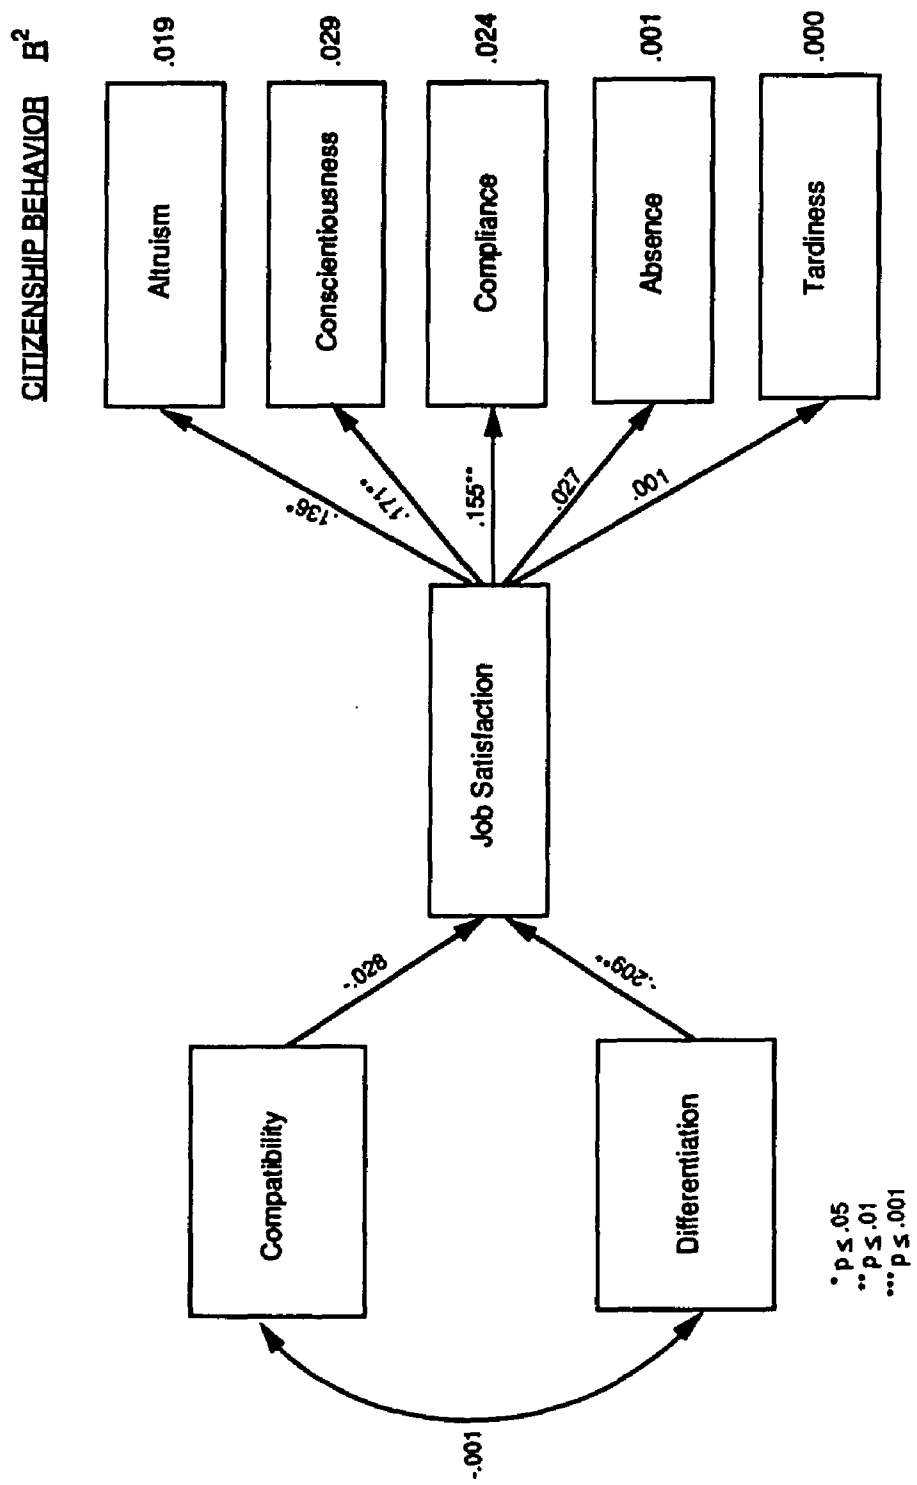 CITIZENSHIP BEHAVIOR R²
Altruism .019
Conscientiousness .029
Compliance .024
Absence .001
Tardiness .000
.136*
.171**
.155**
.027
.001
Job Satisfaction
-.028
-.209**
Compatibility
Differentiation
-.001
*p ≤ .05
**p ≤ .01
***p ≤ .001